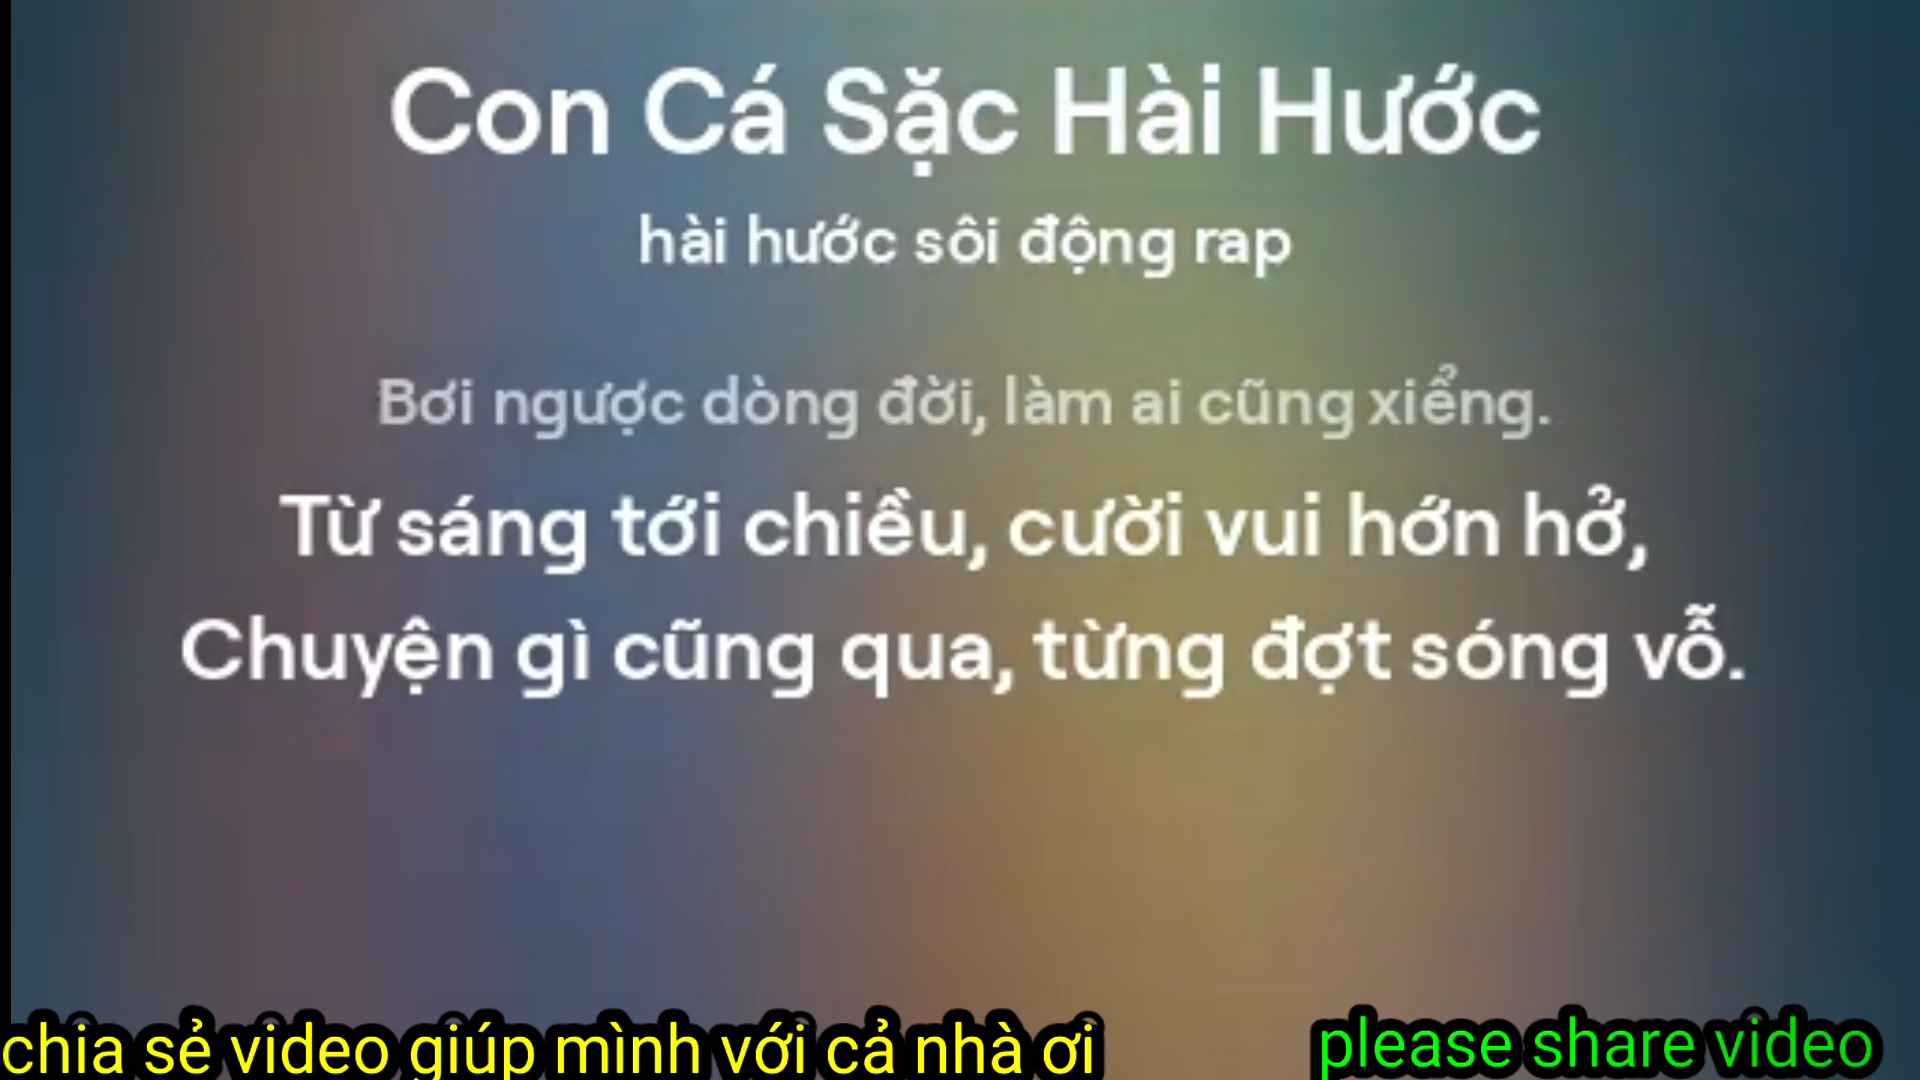 Con Cá Sặc Hài Hước
hài hước sôi động rap
Bơi ngược dòng đời, làm ai cũng xiểng.
Từ sáng tới chiều, cười vui hớn hở,
Chuyện gì cũng qua, từng đợt sóng vỗ.
chia sẻ video giúp mình với cả nhà ơi
please share video